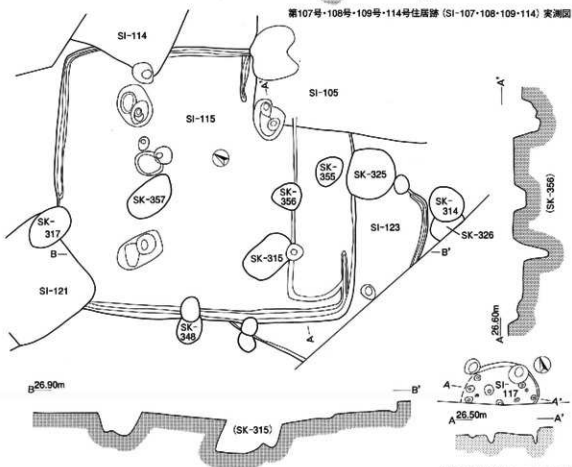 第107号・108号・109号・114号住居跡 (SI-107・108・109・114) 実測図
SI-114
A'
SI-105
SI-115
SK-355
SK-325
SK-357
SK-356
SK-314
SK-326
SK-317
SI-123
SK-315
B
B'
SI-121
SK-348
A
A'
(SK-356)
A 26.60m
B 26.90m
B'
(SK-315)
SI-117
A
A'
A 26.50m
A'